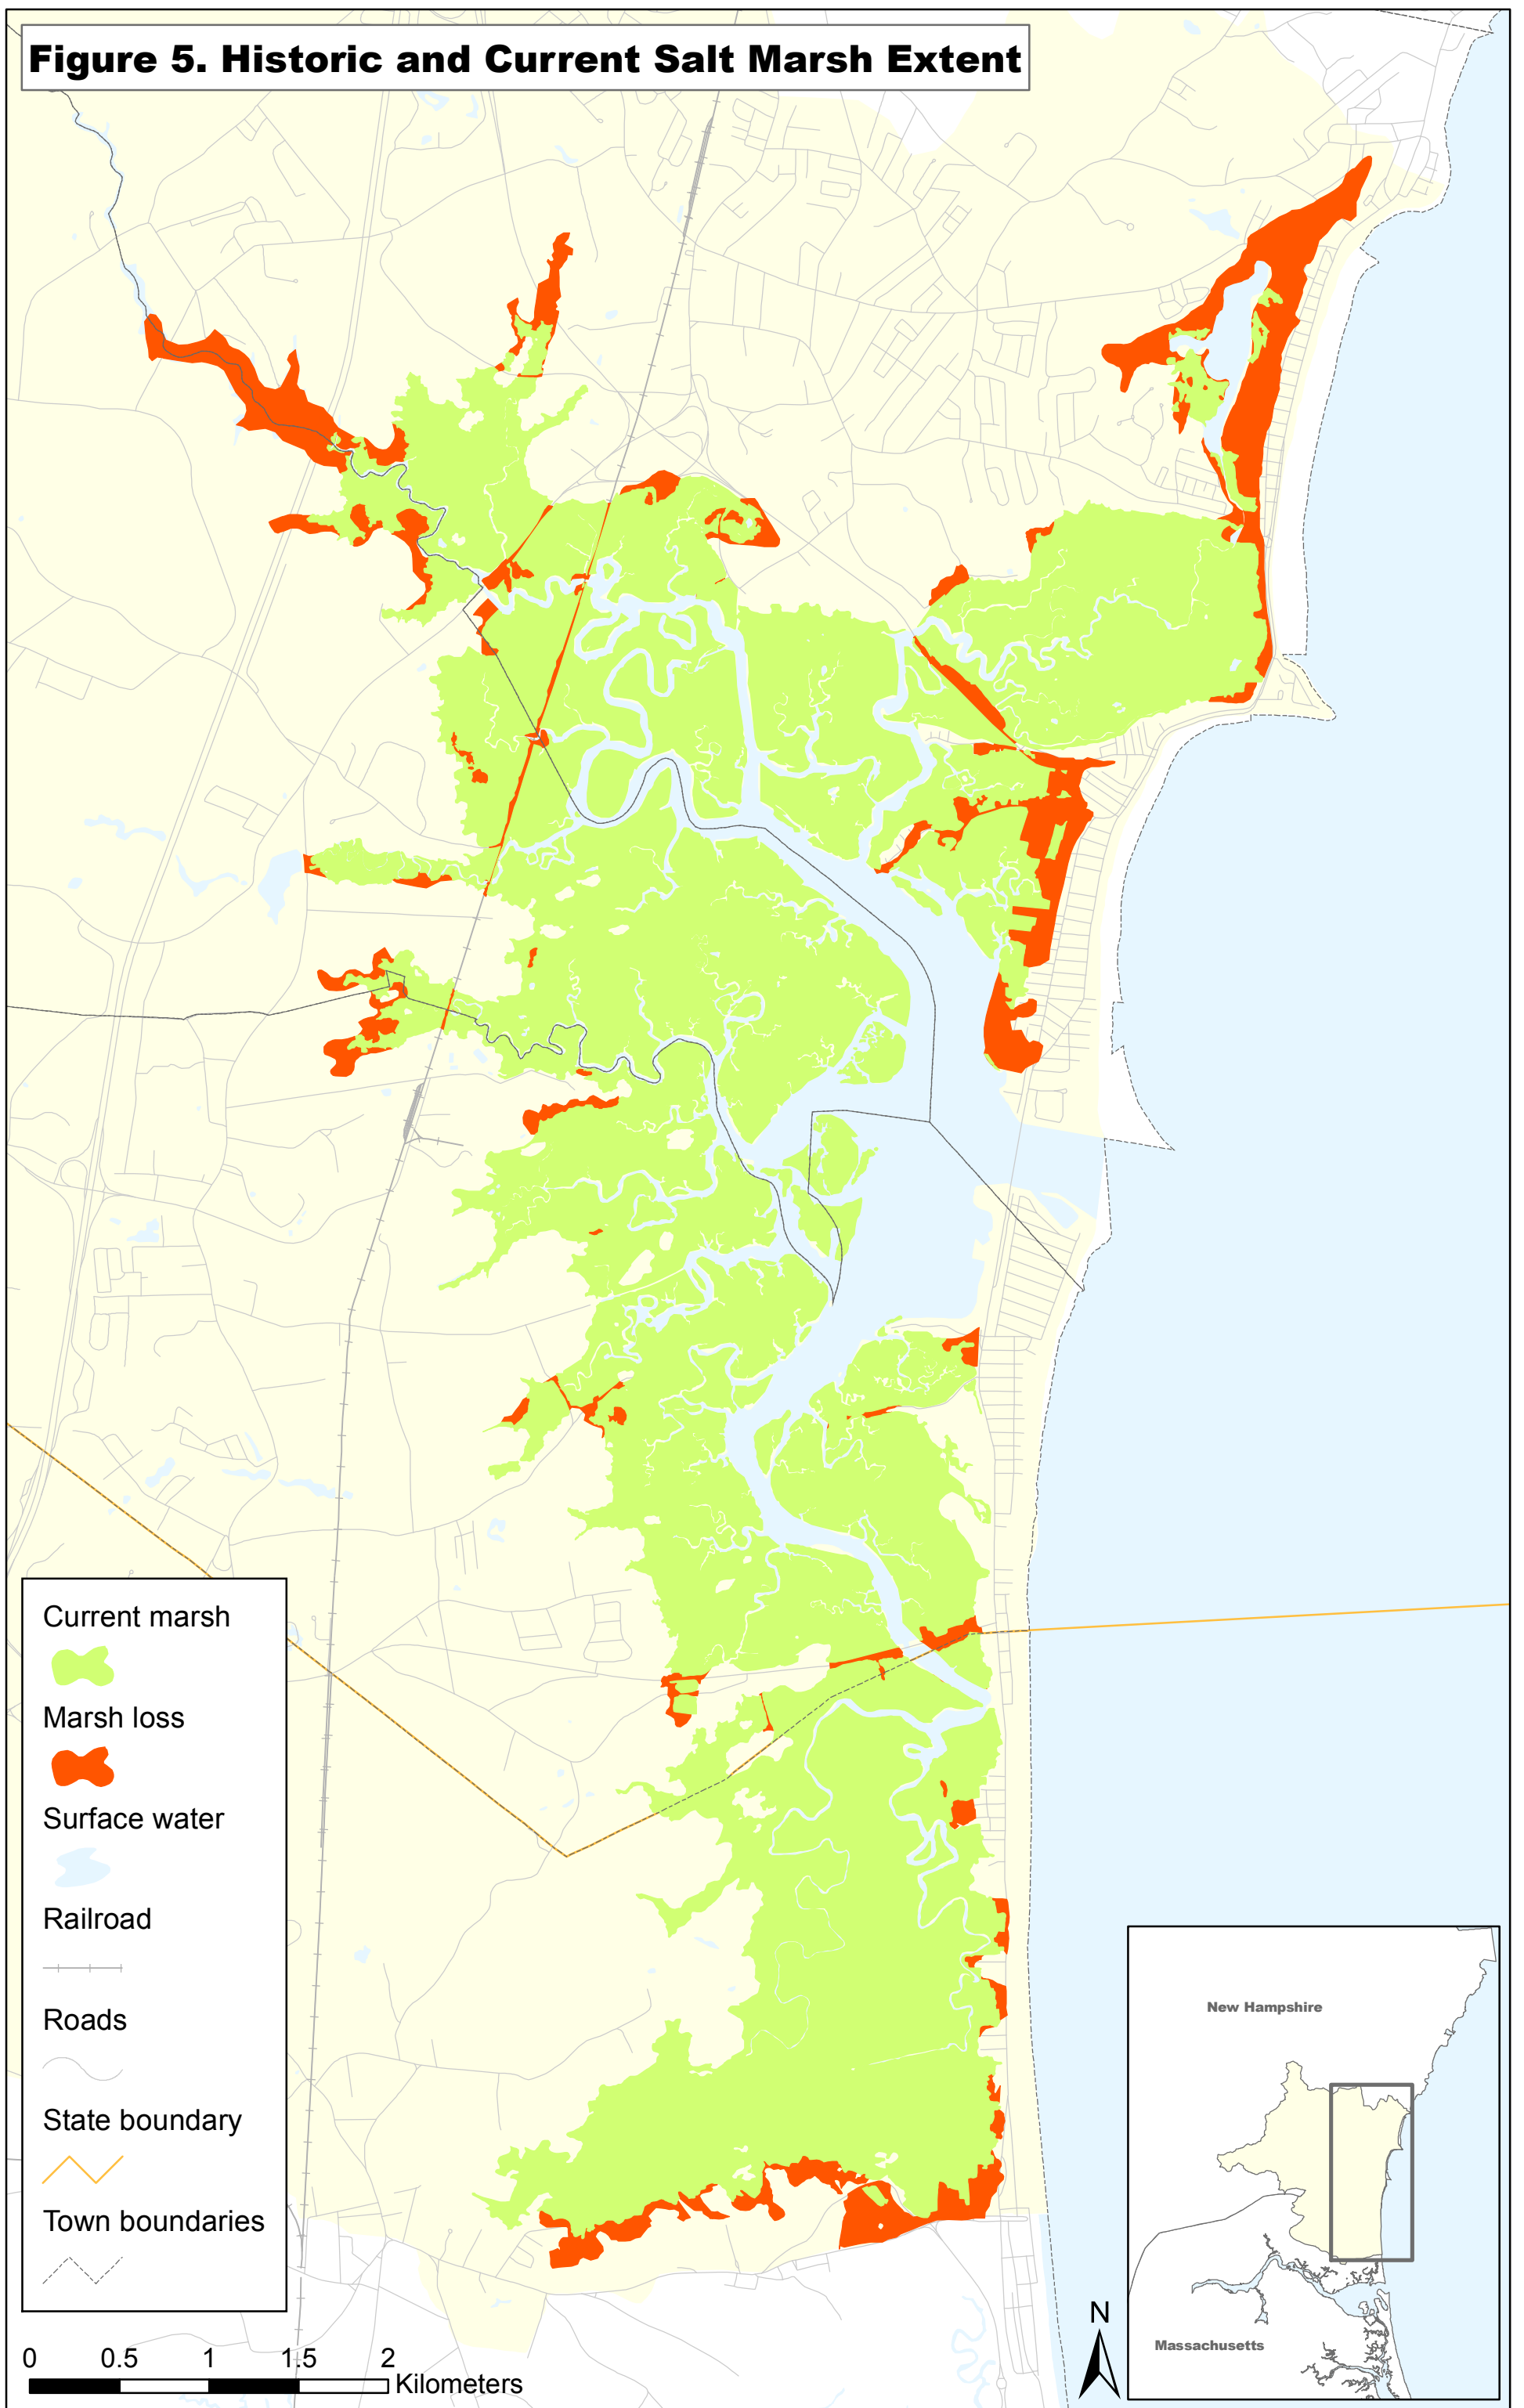 Figure 5. Historic and Current Salt Marsh Extent
Current marsh
Marsh loss
Surface water
Railroad
Roads
State boundary
Town boundaries
0 0.5 1 1.5 2
Kilometers
N
New Hampshire
Massachusetts